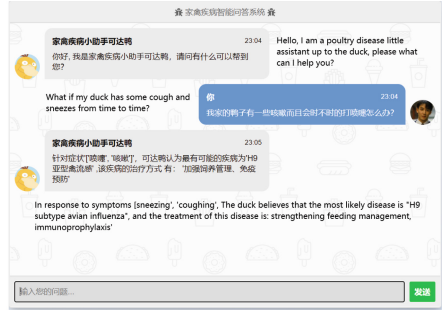 家禽疾病智能问答系统
家禽疾病小助手可达鸭 23:04
你好, 我是家禽疾病小助手可达鸭，请问有什么可以帮到
您?
Hello, I am a poultry disease little
assistant up to the duck, please what
can I help you?
What if my duck has some cough and
sneezes from time to time?
你 23:04
我家的鸭子有一些咳嗽而且会时不时的打喷嚏怎么办?
家禽疾病小助手可达鸭 23:05
针对症状'['喷嚏', '咳嗽']'，可达鸭认为最有可能的疾病为'H9
亚型禽流感' ,该疾病的治疗方式 有： '加强饲养管理、免疫
预防'
In response to symptoms [sneezing', 'coughing', The duck believes that the most likely disease is "H9
subtype avian influenza", and the treatment of this disease is: strengthening feeding management,
immunoprophylaxis'
输入您的问题...
发送